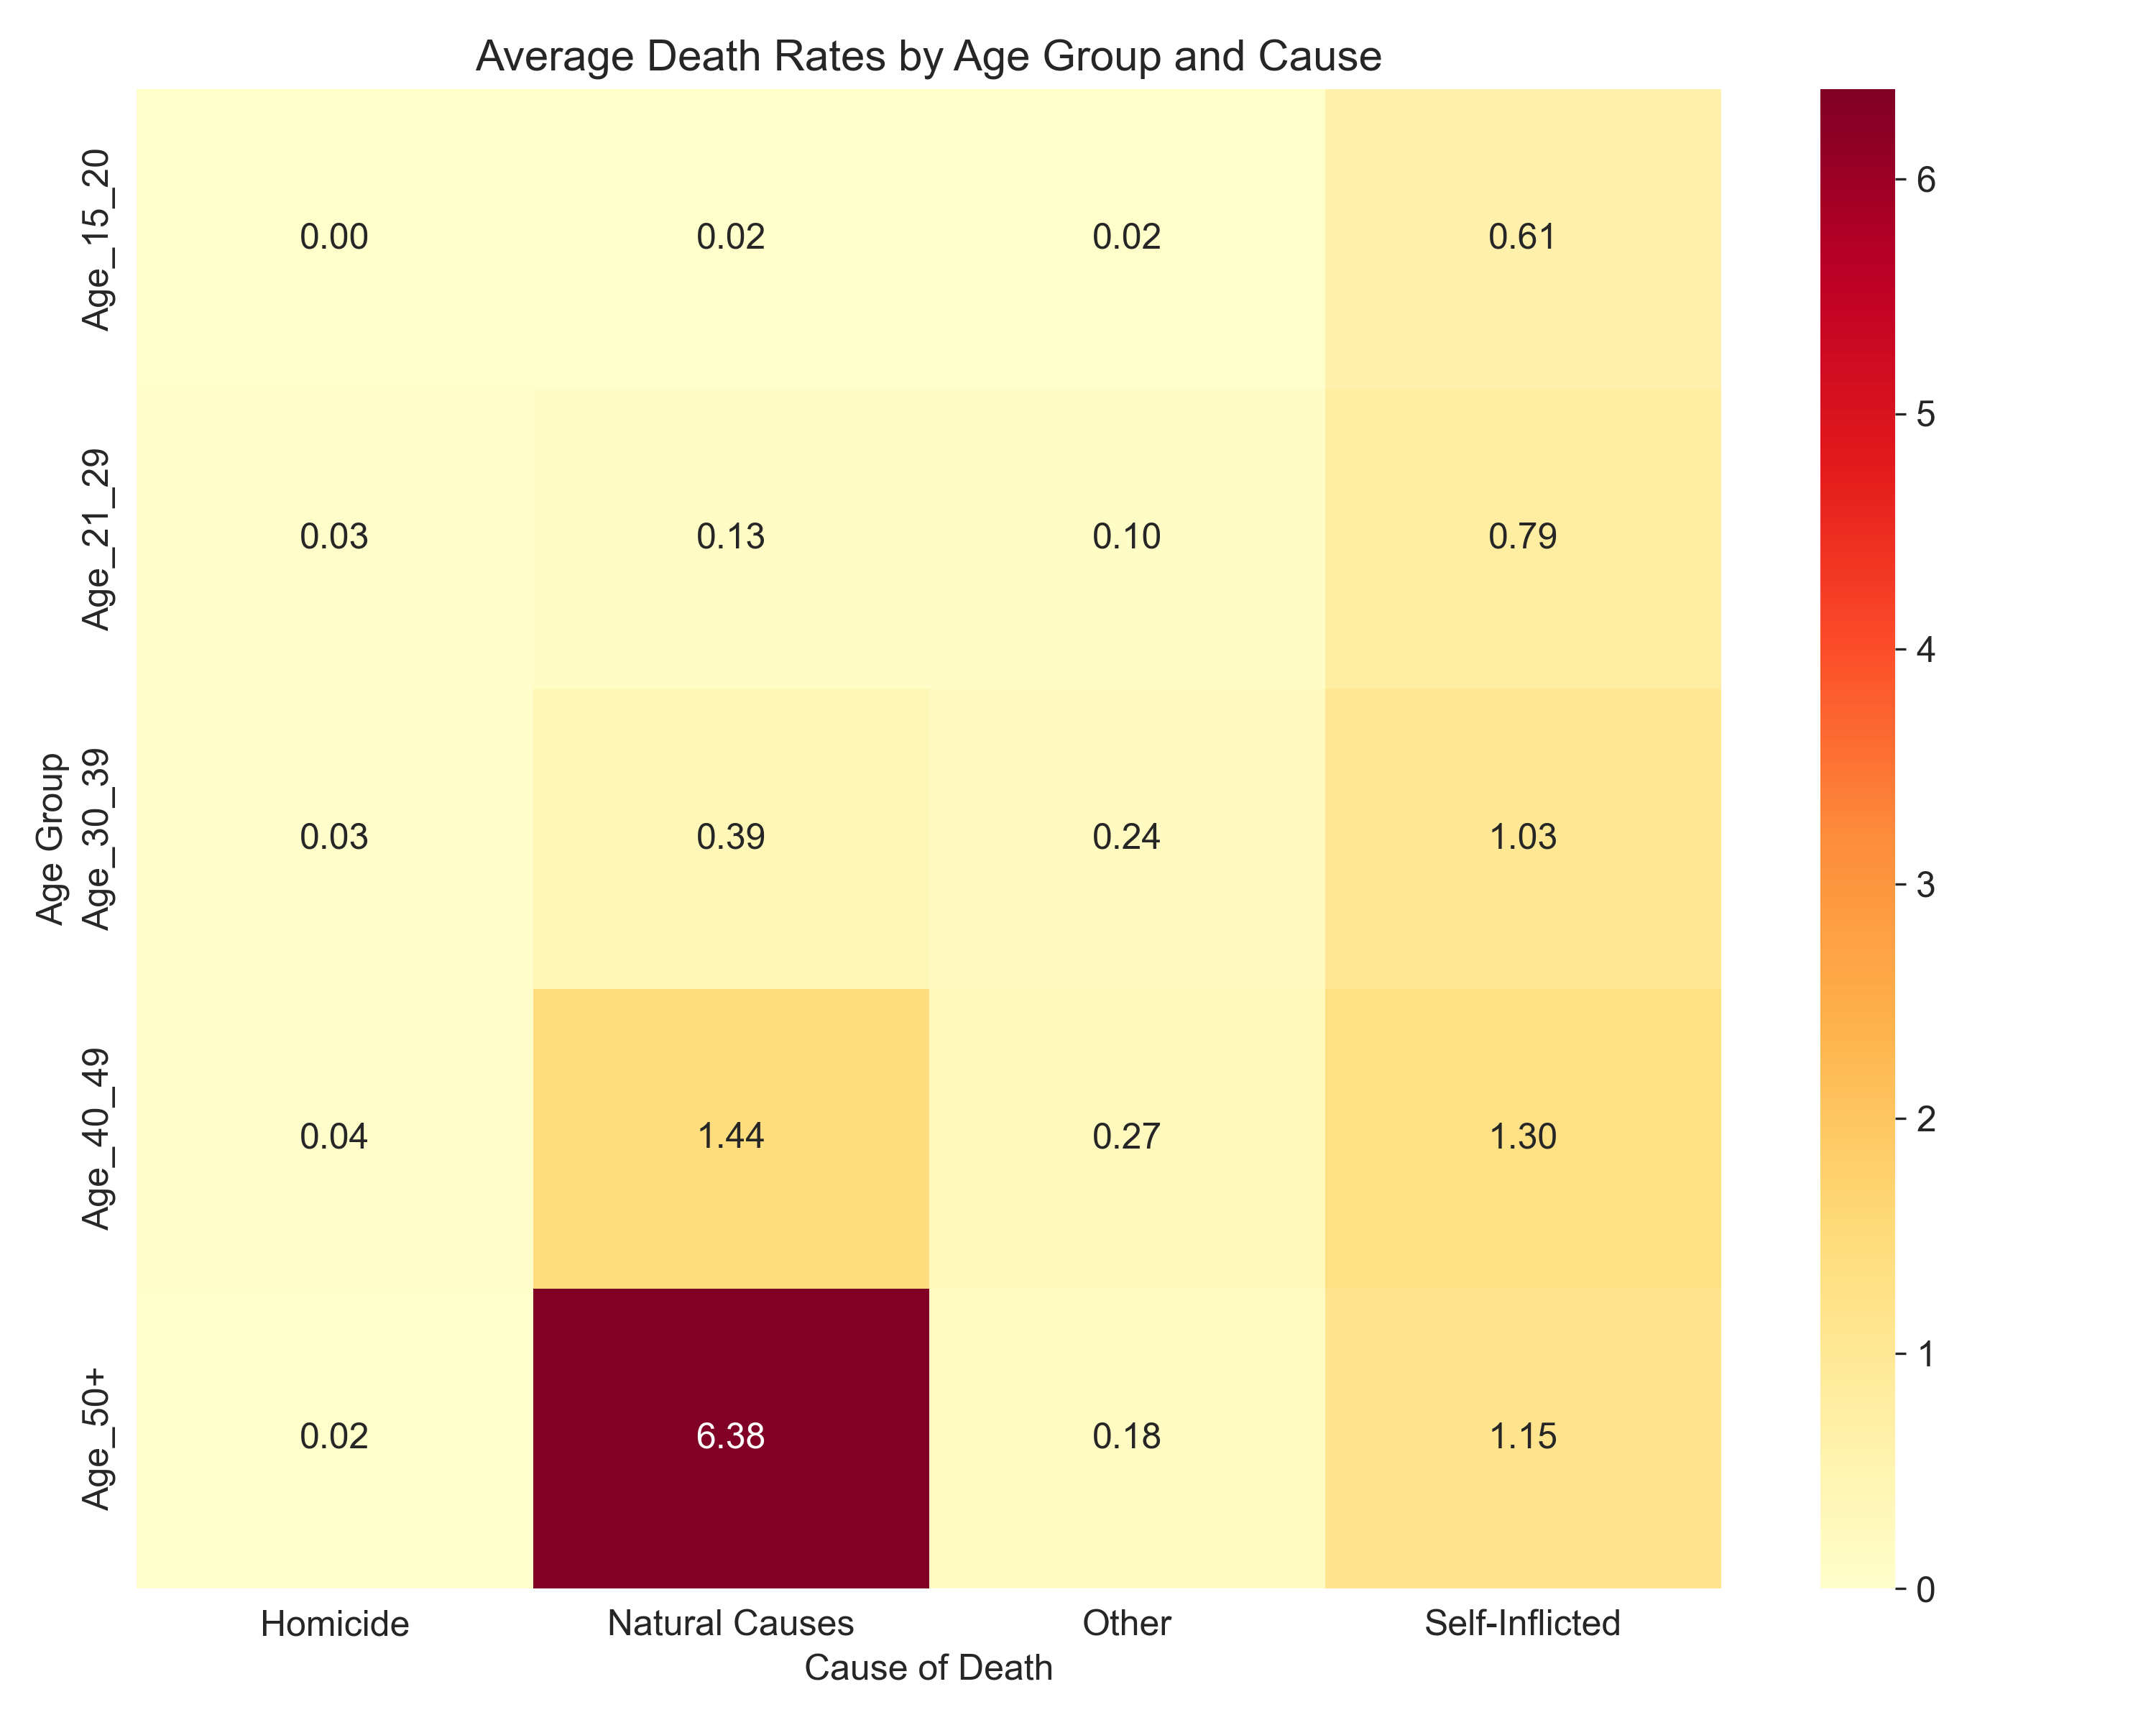 Average Death Rates by Age Group and Cause
Age Group
Age_15_20
0.00 0.02 0.02 0.61
Age_21_29
0.03 0.13 0.10 0.79
Age_30_39
0.03 0.39 0.24 1.03
Age_40_49
0.04 1.44 0.27 1.30
Age_50+
0.02 6.38 0.18 1.15
Homicide Natural Causes Other Self-Inflicted
Cause of Death
6
5
4
3
2
1
0